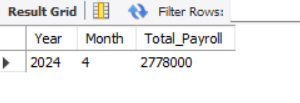 Result Grid Filter Rows:
Year Month Total_Payroll
2024 4 2778000